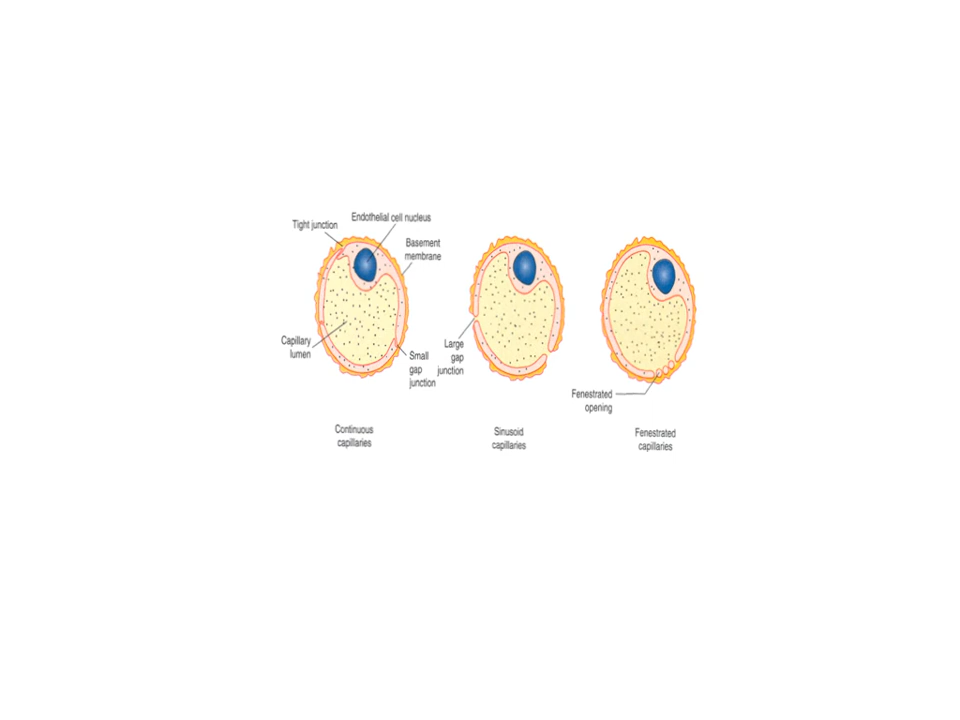 Endothelial cell nucleus
Tight junction
Basement
membrane
Capillary
lumen
Small
gap
junction
Large
gap
junction
Fenestrated
opening
Continuous
capillaries
Sinusoid
capillaries
Fenestrated
capillaries